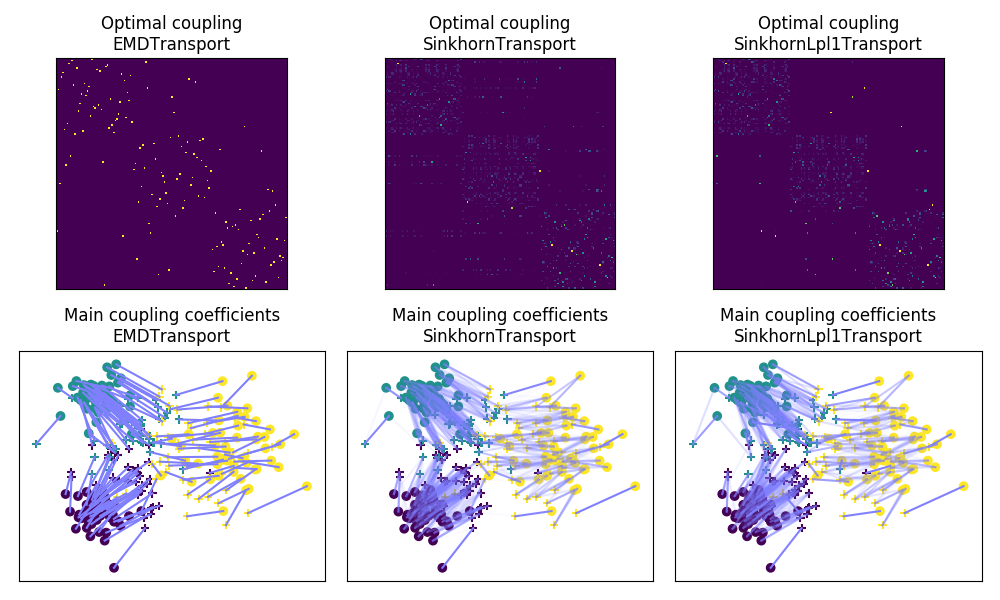 Optimal coupling
EMDTransport
Optimal coupling
SinkhornTransport
Optimal coupling
SinkhornLpl1Transport
Main coupling coefficients
EMDTransport
Main coupling coefficients
SinkhornTransport
Main coupling coefficients
SinkhornLpl1Transport